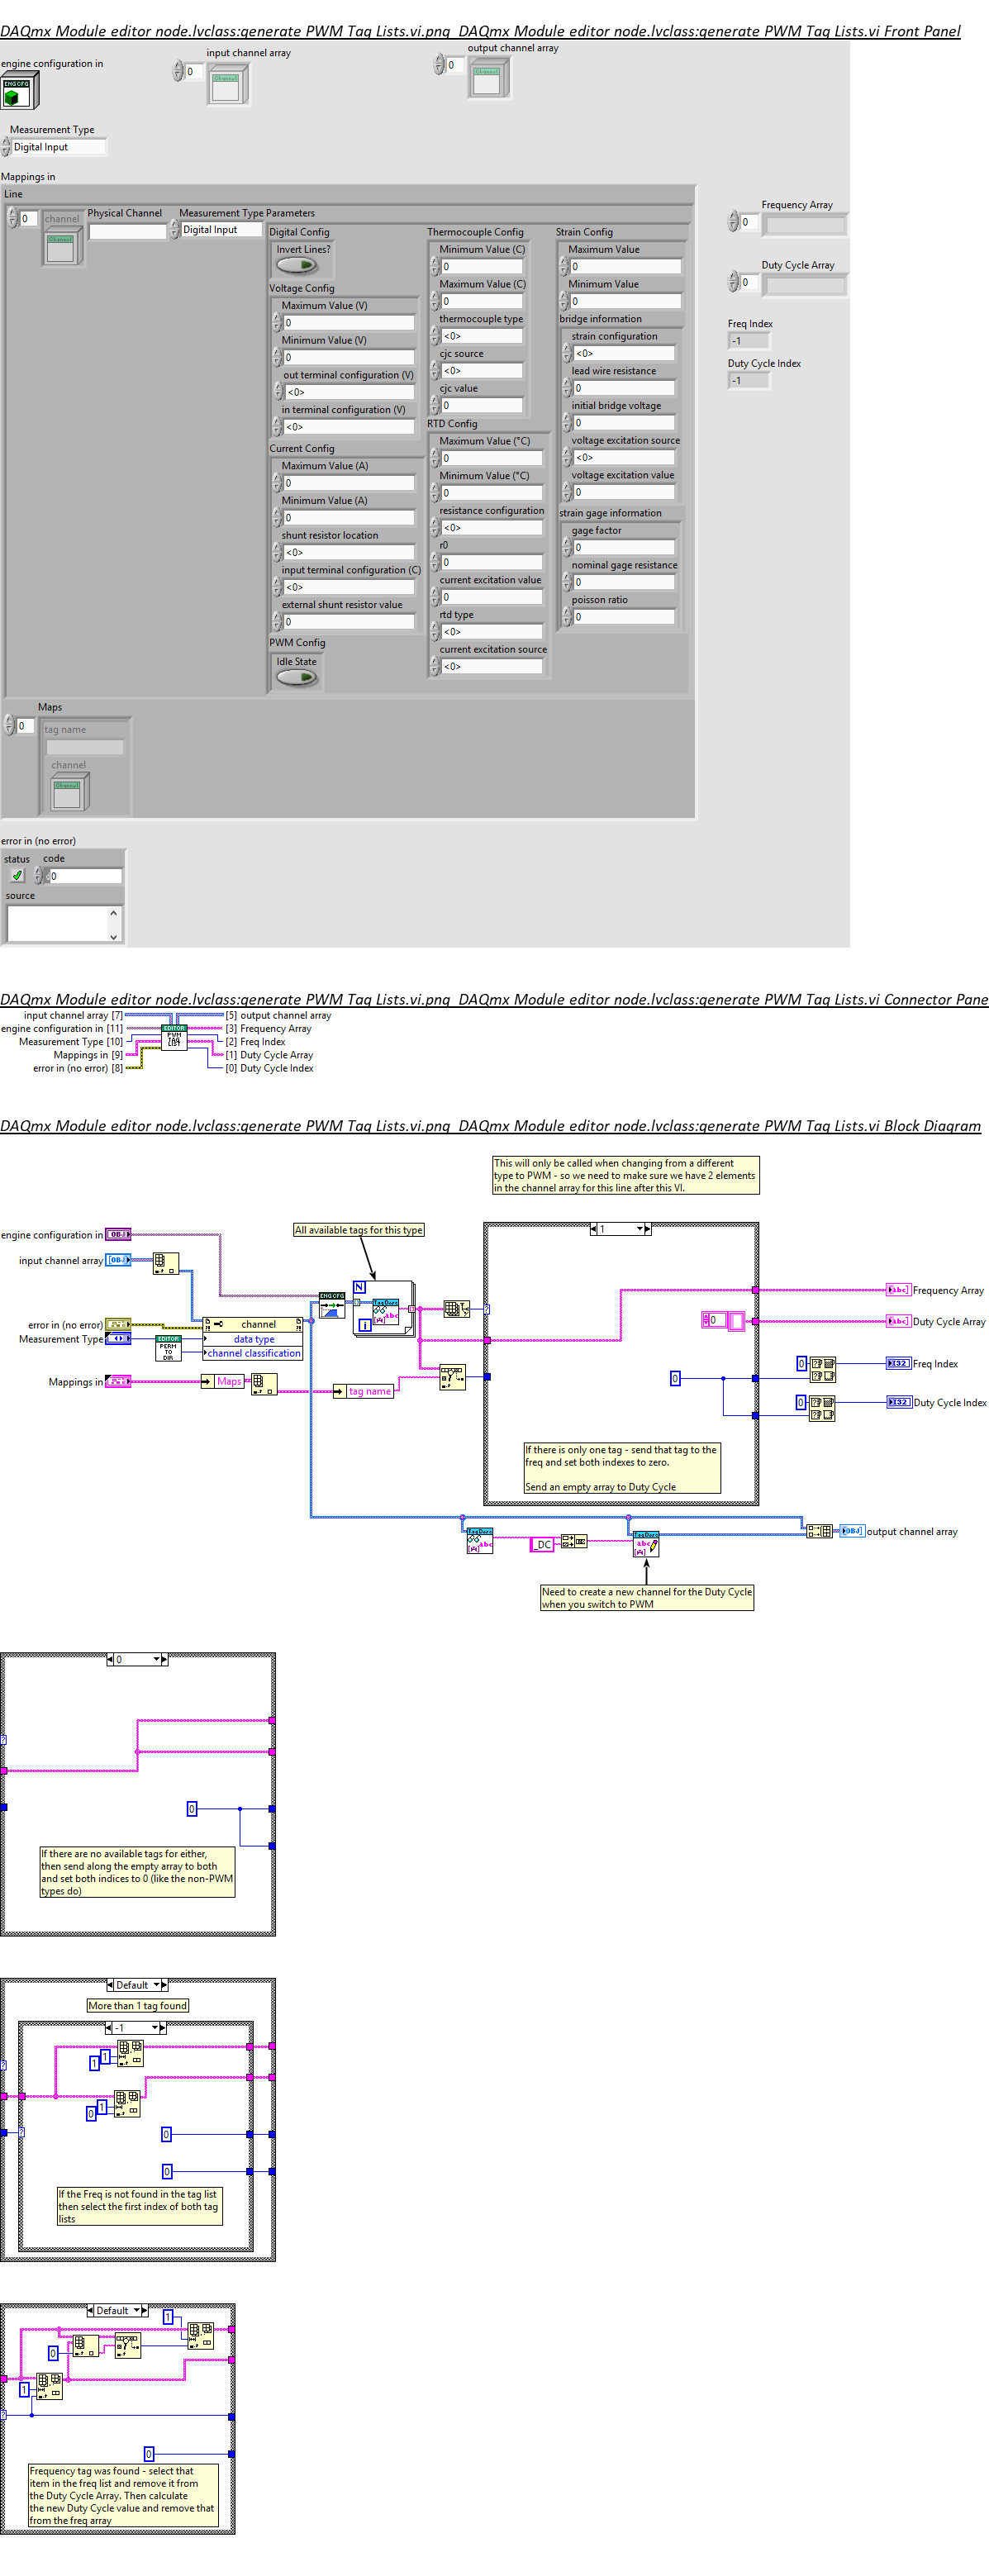 DAQmx Module editor node.lvclass:generate PWM Tag Lists.vi.png DAQmx Module editor node.lvclass:generate PWM Tag Lists.vi Front Panel
engine configuration in
input channel array
output channel array
0
0
Channel
Channel
ENGCFG
Measurement Type
Digital Input
Mappings in
Line
0
channel
Channel
Physical Channel
Measurement Type
Digital Input
Parameters
Digital Config
Invert Lines?
Voltage Config
Maximum Value (V)
0
Minimum Value (V)
0
out terminal configuration (V)
<0>
in terminal configuration (V)
<0>
Current Config
Maximum Value (A)
0
Minimum Value (A)
0
shunt resistor location
<0>
input terminal configuration (C)
<0>
external shunt resistor value
0
PWM Config
Idle State
Thermocouple Config
Minimum Value (C)
0
Maximum Value (C)
0
thermocouple type
<0>
cjc source
<0>
cjc value
0
RTD Config
Maximum Value (°C)
0
Minimum Value (°C)
0
resistance configuration
<0>
r0
0
current excitation value
0
rtd type
<0>
current excitation source
<0>
Strain Config
Maximum Value
0
Minimum Value
0
bridge information
strain configuration
<0>
lead wire resistance
0
initial bridge voltage
0
voltage excitation source
<0>
voltage excitation value
0
strain gage information
gage factor
0
nominal gage resistance
0
poisson ratio
0
Frequency Array
0
Duty Cycle Array
0
Freq Index
-1
Duty Cycle Index
-1
Maps
0
tag name
channel
Channel
error in (no error)
status
code
0
source
DAQmx Module editor node.lvclass:generate PWM Tag Lists.vi.png DAQmx Module editor node.lvclass:generate PWM Tag Lists.vi Connector Pane
input channel array [7]
engine configuration in [11]
Measurement Type [10]
Mappings in [9]
error in (no error) [8]
EDITOR
PWM
TAG
LIST
[5] output channel array
[3] Frequency Array
[2] Freq Index
[1] Duty Cycle Array
[0] Duty Cycle Index
DAQmx Module editor node.lvclass:generate PWM Tag Lists.vi.png DAQmx Module editor node.lvclass:generate PWM Tag Lists.vi Block Diagram
This will only be called when changing from a different
type to PWM - so we need to make sure we have 2 elements
in the channel array for this line after this VI.
engine configuration in
OBJ
All available tags for this type
1
input channel array
OBJ
N
ENGCFG
abc
i
error in (no error)
Measurement Type
EDITOR
PERM
TO
DIR
channel
data type
channel classification
Mappings in
Maps
tag name
0
0
0
0
abc
Frequency Array
abc
Duty Cycle Array
I32
Freq Index
I32
Duty Cycle Index
If there is only one tag - send that tag to the
freq and set both indexes to zero.
Send an empty array to Duty Cycle
abc
_DC
abc
OBJ
output channel array
Need to create a new channel for the Duty Cycle
when you switch to PWM
0
0
If there are no available tags for either,
then send along the empty array to both
and set both indices to 0 (like the non-PWM
types do)
Default
More than 1 tag found
-1
1
1
1
0
0
0
If the Freq is not found in the tag list
then select the first index of both tag
lists
Default
1
0
1
0
Frequency tag was found - select that
item in the freq list and remove it from
the Duty Cycle Array. Then calculate
the new Duty Cycle value and remove that
from the freq array